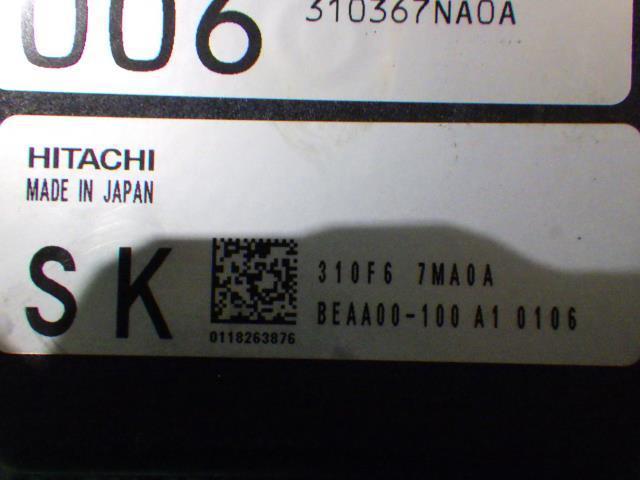 006
310367NA0A
HITACHI
MADE IN JAPAN
SK
310F6 7MA0A
BEAA00-100 A1 0106
0118263876